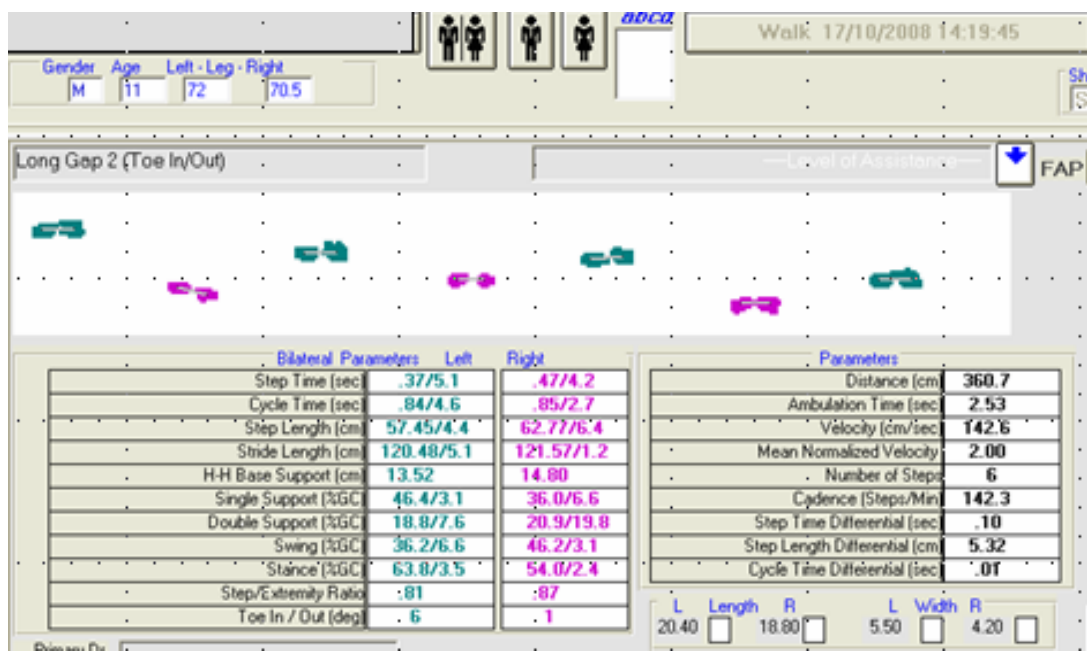 abcd
Walk 17/10/2008 14:19:45
Gender Age Left - Leg - Right
M 11 72 70.5
Long Gap 2 (Toe In/Out)
Level of Assistance
FAP
Bilateral Parameters Left Right
Step Time (sec) .37/5.1 .47/4.2
Cycle Time (sec) .84/4.6 .85/2.7
Step Length (cm) 57.45/4.4 62.77/6.4
Stride Length (cm) 120.48/5.1 121.57/1.2
H-H Base Support (cm) 13.52 14.80
Single Support (%GC) 46.4/3.1 36.0/6.6
Double Support (%GC) 18.8/7.6 20.9/19.8
Swing (%GC) 36.2/6.6 46.2/3.1
Stance (%GC) 63.8/3.5 54.0/2.4
Step/Extremity Ratio .81 .87
Toe In / Out (deg) 6 1
Parameters
Distance (cm) 360.7
Ambulation Time (sec) 2.53
Velocity (cm/sec) 142.6
Mean Normalized Velocity 2.00
Number of Steps 6
Cadence (Steps/Min) 142.3
Step Time Differential (sec) .10
Step Length Differential (cm) 5.32
Cycle Time Differential (sec) .01
L Length R L Width R
20.40 18.80 5.50 4.20